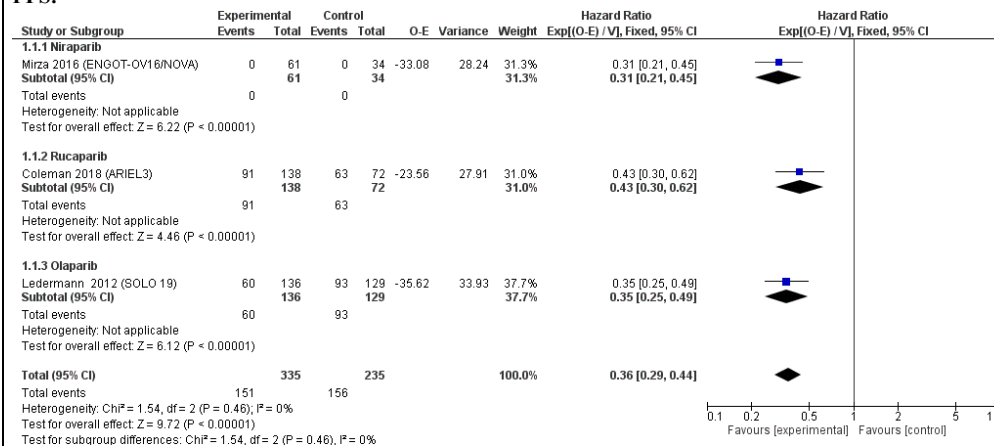 Experimental Control Hazard Ratio Hazard Ratio
Study or Subgroup Events Total Events Total O-E Variance Weight Exp[(O-E) / V], Fixed, 95% CI Exp[(O-E) / V], Fixed, 95% CI
1.1.1 Niraparib
Mirza 2016 (ENGOT-OV16/NOVA) 0 61 0 34 -33.08 28.24 31.3% 0.31 [0.21, 0.45]
Subtotal (95% CI) 61 34 31.3% 0.31 [0.21, 0.45]
Total events 0 0
Heterogeneity: Not applicable
Test for overall effect: Z = 6.22 (P < 0.00001)
1.1.2 Rucaparib
Coleman 2018 (ARIEL3) 91 138 63 72 -23.56 27.91 31.0% 0.43 [0.30, 0.62]
Subtotal (95% CI) 138 72 31.0% 0.43 [0.30, 0.62]
Total events 91 63
Heterogeneity: Not applicable
Test for overall effect: Z = 4.46 (P < 0.00001)
1.1.3 Olaparib
Ledermann 2012 (SOLO 19) 60 136 93 129 -35.62 33.93 37.7% 0.35 [0.25, 0.49]
Subtotal (95% CI) 136 129 37.7% 0.35 [0.25, 0.49]
Total events 60 93
Heterogeneity: Not applicable
Test for overall effect: Z = 6.12 (P < 0.00001)
Total (95% CI) 335 235 100.0% 0.36 [0.29, 0.44]
Total events 151 156
Heterogeneity: Chi² = 1.54, df = 2 (P = 0.46); I² = 0%
Test for overall effect: Z = 9.72 (P < 0.00001)
Test for subgroup differences: Chi² = 1.54, df = 2 (P = 0.46), I² = 0%
0.1 0.2 0.5 1 2 5
Favours [experimental] Favours [control]